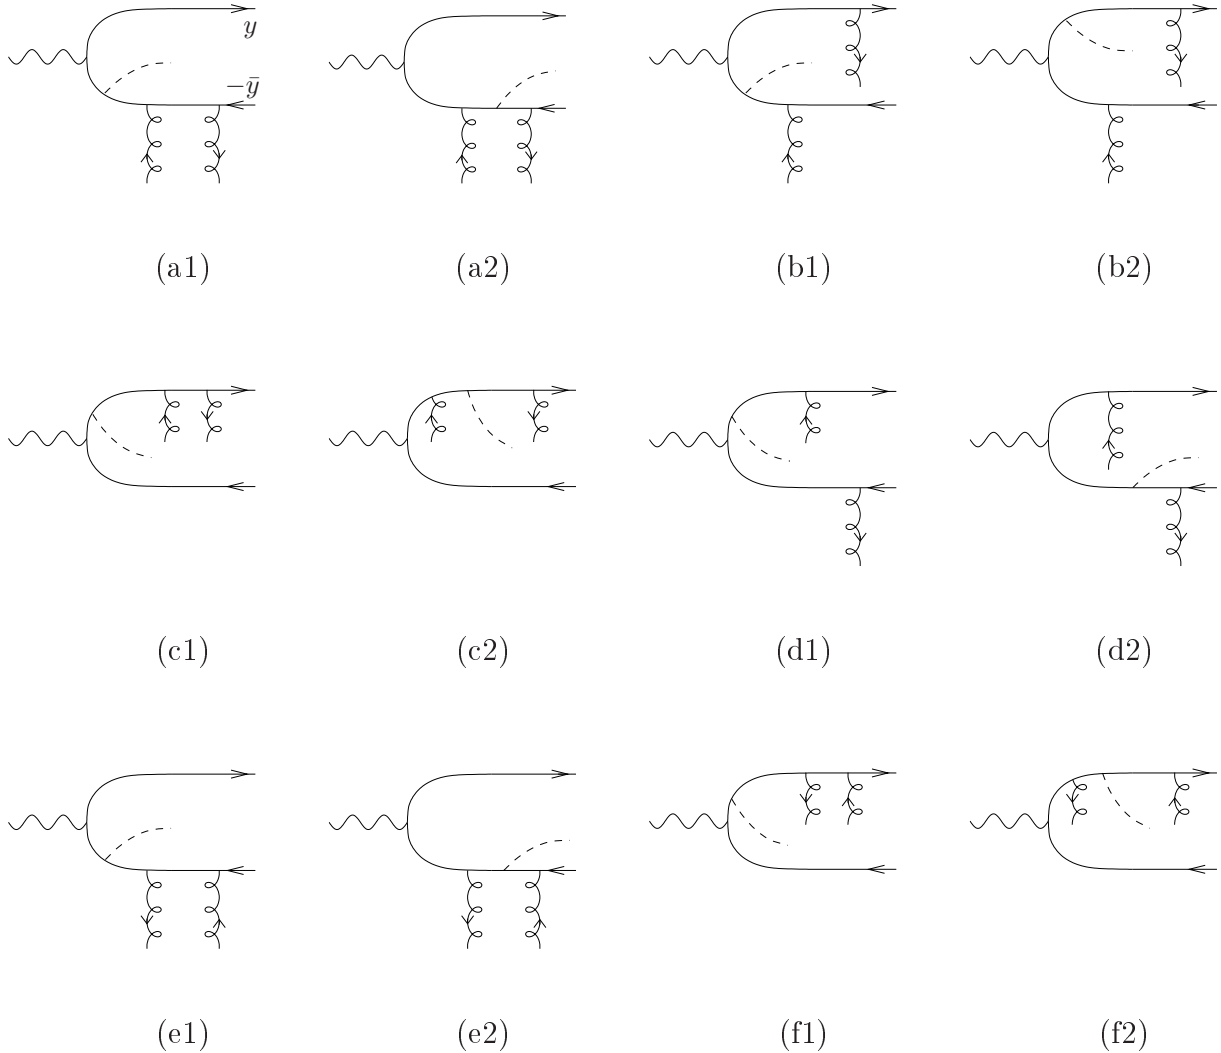 y
−ȳ
(a1) (a2) (b1) (b2)
(c1) (c2) (d1) (d2)
(e1) (e2) (f1) (f2)